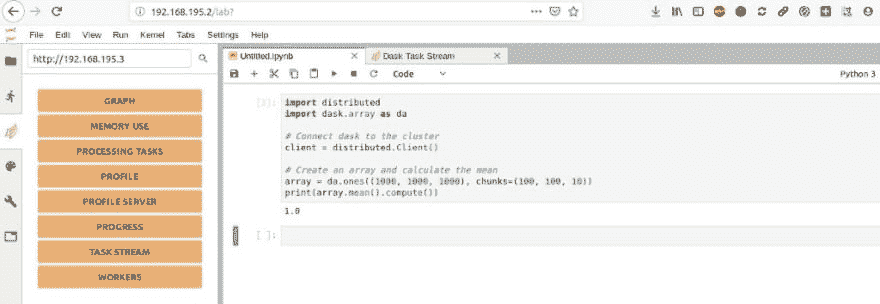 192.168.195.2/lab?
File Edit View Run Kernel Tabs Settings Help
http://192.168.195.3
GRAPH
MEMORY USE
PROCESSING TASKS
PROFILE
PROFILE SERVER
PROGRESS
TASK STREAM
WORKERS
Untitled.ipynb
Dask Task Stream
Code
Python 3
[3]:
import distributed
import dask.array as da
# Connect dask to the cluster
client = distributed.Client()
# Create an array and calculate the mean
array = da.ones((1000, 1000, 1000), chunks=(100, 100, 10))
print(array.mean().compute())
1.0
[ ]: